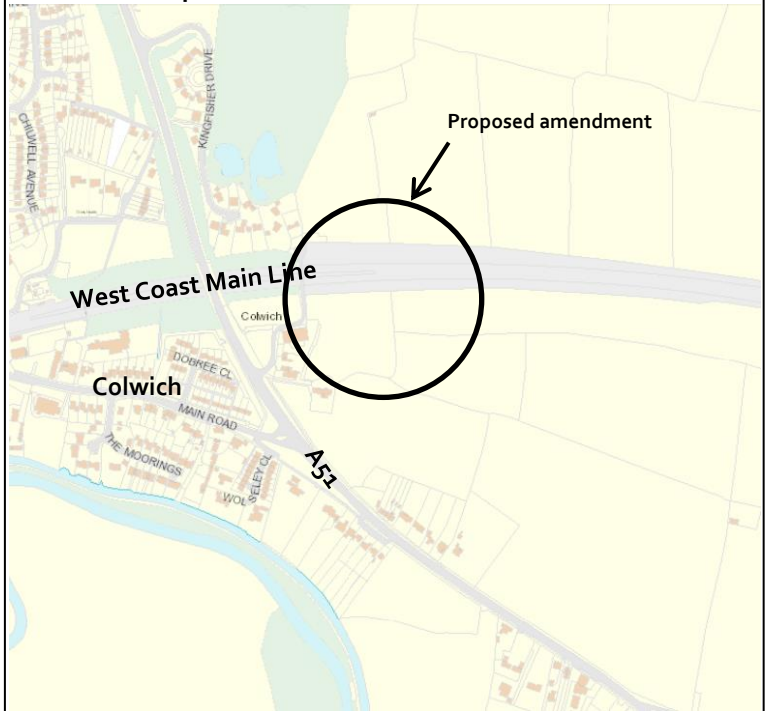 KINGFISHER DRIVE
CHILWELL AVENUE
Proposed amendment
West Coast Main Line
Colwich
DOBREE CL
Colwich
MAIN ROAD
THE MOORINGS
WOLSELEY CL
A51